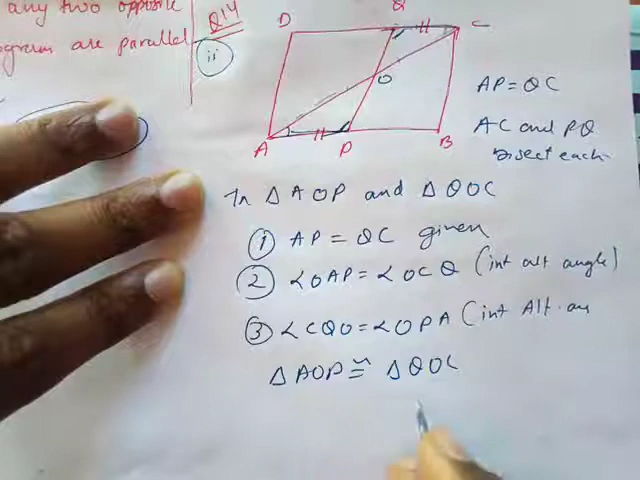 any two opposite
ogram are parallel
Q14
ii
D
Q
C
O
A
P
B
AP = QC
AC and PQ
bisect each
In △ AOP and △ QOC
① AP = QC given
② ∠OAP = ∠OCQ (int alt angle)
③ ∠CQO = ∠OPA (int Alt. an
△ AOP ≅ △ QOC